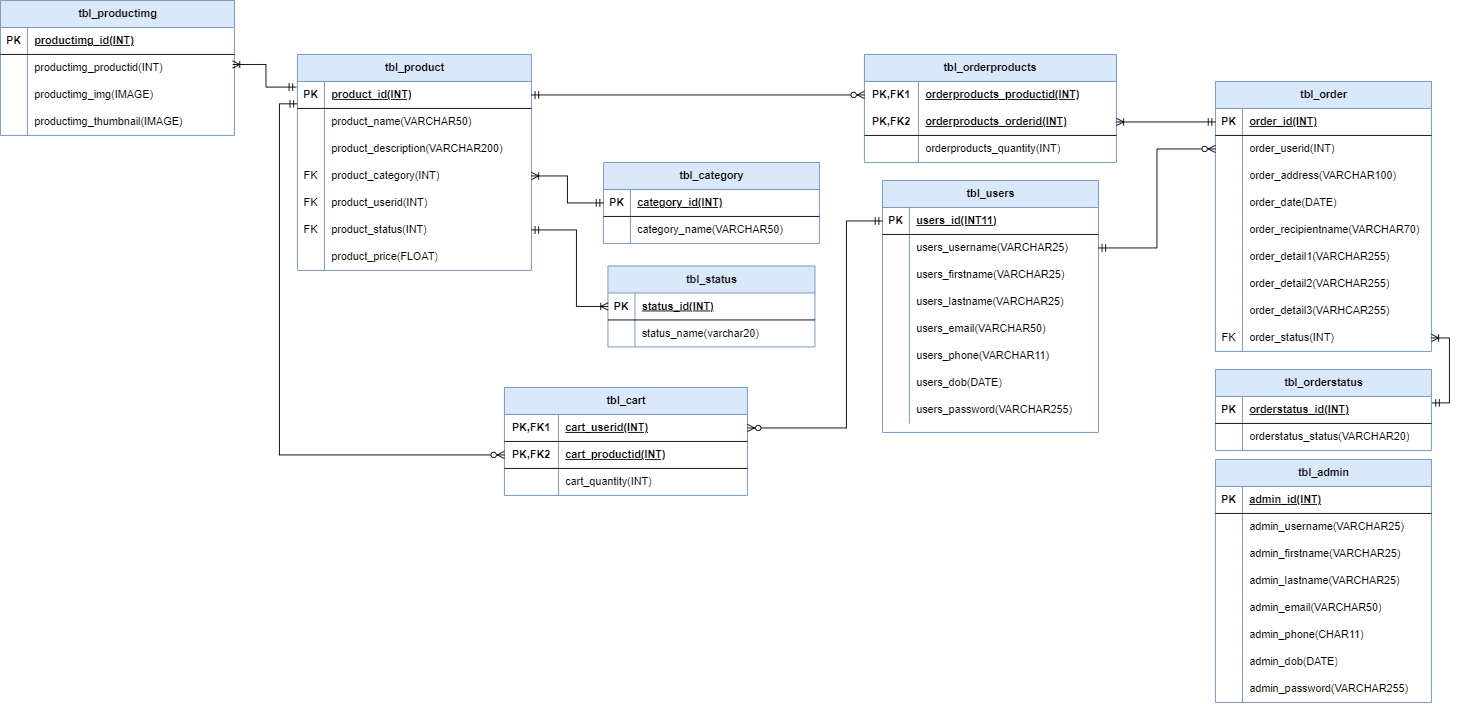 tbl_productimg
PK productimg_id(INT)
productimg_productid(INT)
productimg_img(IMAGE)
productimg_thumbnail(IMAGE)
tbl_product
PK product_id(INT)
product_name(VARCHAR50)
product_description(VARCHAR200)
FK product_category(INT)
FK product_userid(INT)
FK product_status(INT)
product_price(FLOAT)
tbl_category
PK category_id(INT)
category_name(VARCHAR50)
tbl_status
PK status_id(INT)
status_name(varchar20)
tbl_cart
PK,FK1 cart_userid(INT)
PK,FK2 cart_productid(INT)
cart_quantity(INT)
tbl_orderproducts
PK,FK1 orderproducts_productid(INT)
PK,FK2 orderproducts_orderid(INT)
orderproducts_quantity(INT)
tbl_users
PK users_id(INT11)
users_username(VARCHAR25)
users_firstname(VARCHAR25)
users_lastname(VARCHAR25)
users_email(VARCHAR50)
users_phone(VARCHAR11)
users_dob(DATE)
users_password(VARCHAR255)
tbl_order
PK order_id(INT)
order_userid(INT)
order_address(VARCHAR100)
order_date(DATE)
order_recipientname(VARCHAR70)
order_detail1(VARCHAR255)
order_detail2(VARCHAR255)
order_detail3(VARHCAR255)
FK order_status(INT)
tbl_orderstatus
PK orderstatus_id(INT)
orderstatus_status(VARCHAR20)
tbl_admin
PK admin_id(INT)
admin_username(VARCHAR25)
admin_firstname(VARCHAR25)
admin_lastname(VARCHAR25)
admin_email(VARCHAR50)
admin_phone(CHAR11)
admin_dob(DATE)
admin_password(VARCHAR255)